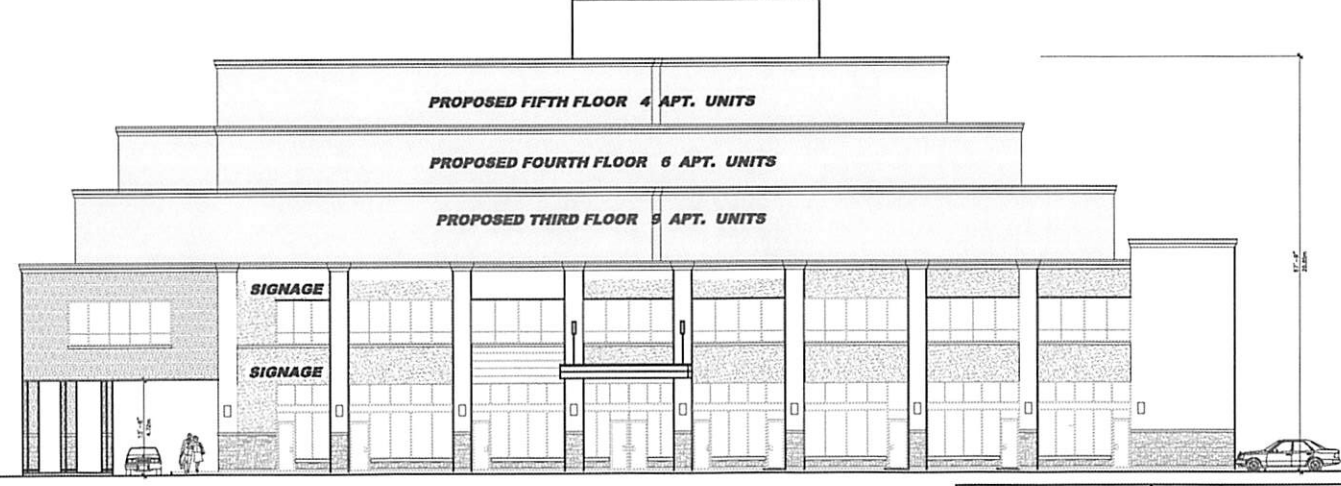 PROPOSED FIFTH FLOOR 4 APT. UNITS
PROPOSED FOURTH FLOOR 6 APT. UNITS
PROPOSED THIRD FLOOR 9 APT. UNITS
SIGNAGE
SIGNAGE